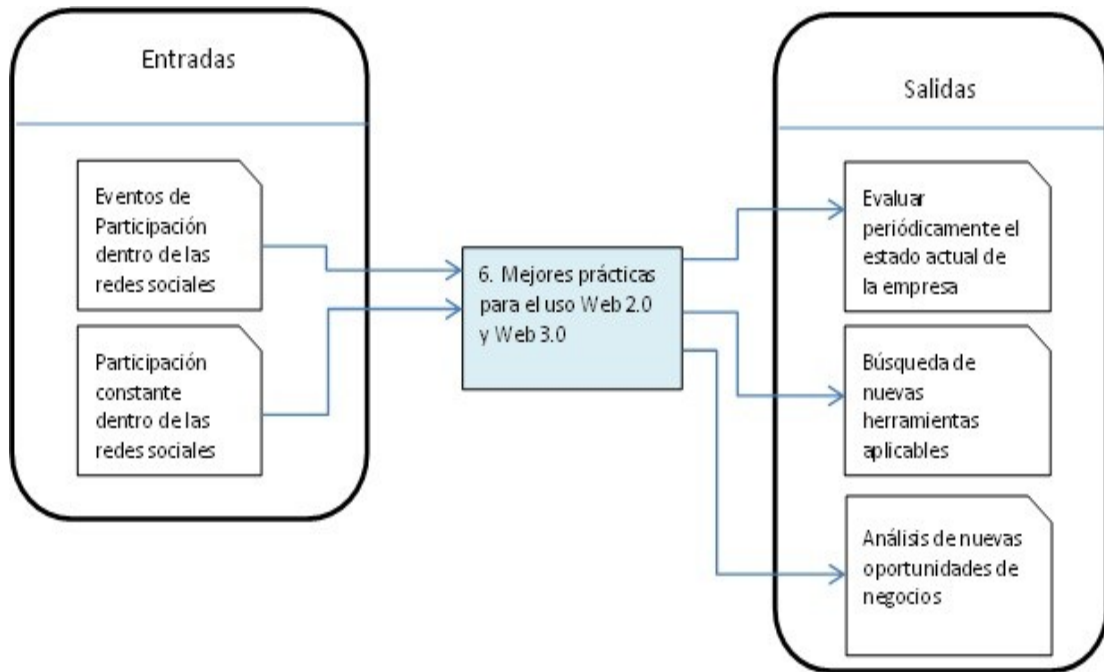 Entradas
Eventos de
Participación
dentro de las
redes sociales
Participación
constante
dentro de las
redes sociales
6. Mejores prácticas
para el uso Web 2.0
y Web 3.0
Salidas
Evaluar
periódicamente el
estado actual de
la empresa
Búsqueda de
nuevas
herramientas
aplicables
Análisis de nuevas
oportunidades de
negocios